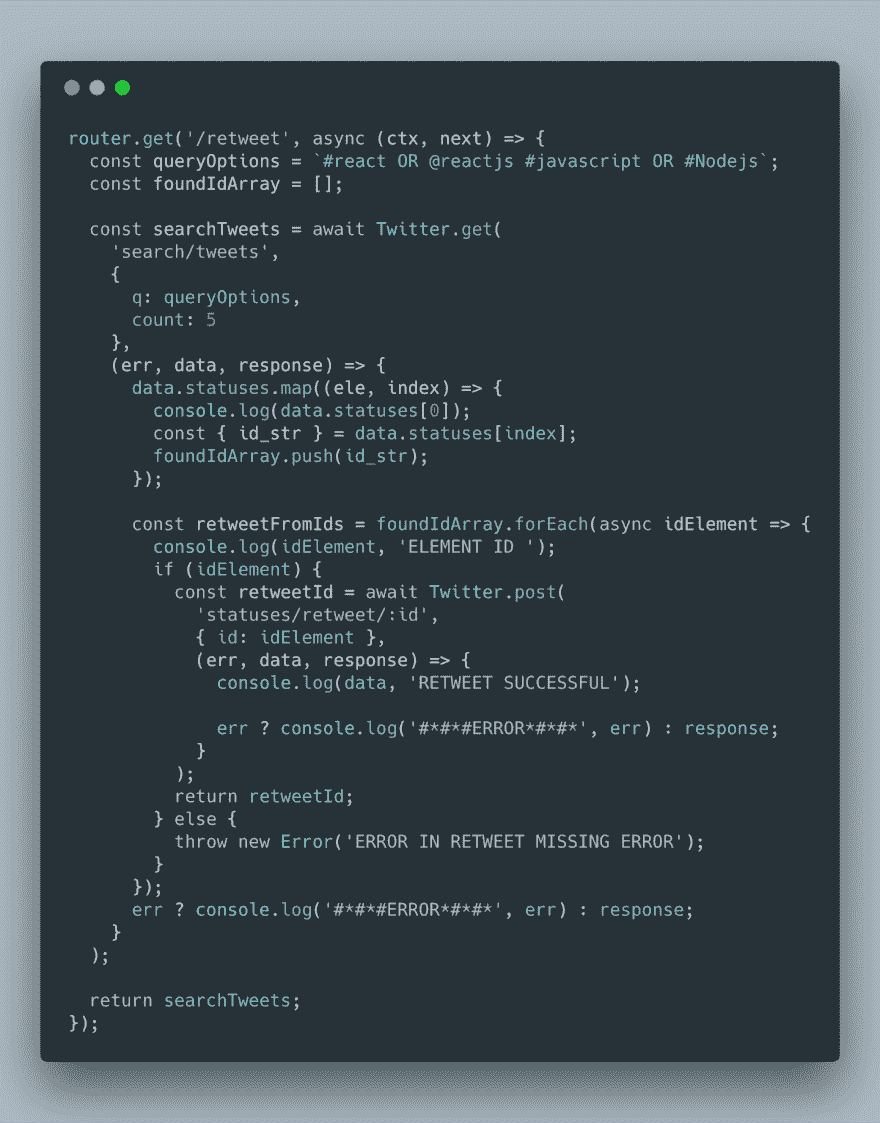 router.get('/retweet', async (ctx, next) => {
  const queryOptions = `#react OR @reactjs #javascript OR #Nodejs`;
  const foundIdArray = [];

  const searchTweets = await Twitter.get(
    'search/tweets',
    {
      q: queryOptions,
      count: 5
    },
    (err, data, response) => {
      data.statuses.map((ele, index) => {
        console.log(data.statuses[0]);
        const { id_str } = data.statuses[index];
        foundIdArray.push(id_str);
      });

      const retweetFromIds = foundIdArray.forEach(async idElement => {
        console.log(idElement, 'ELEMENT ID ');
        if (idElement) {
          const retweetId = await Twitter.post(
            'statuses/retweet/:id',
            { id: idElement },
            (err, data, response) => {
              console.log(data, 'RETWEET SUCCESSFUL');

              err ? console.log('#*#*#ERROR*#*#*', err) : response;
            }
          );
          return retweetId;
        } else {
          throw new Error('ERROR IN RETWEET MISSING ERROR');
        }
      });
      err ? console.log('#*#*#ERROR*#*#*', err) : response;
    }
  );

  return searchTweets;
});